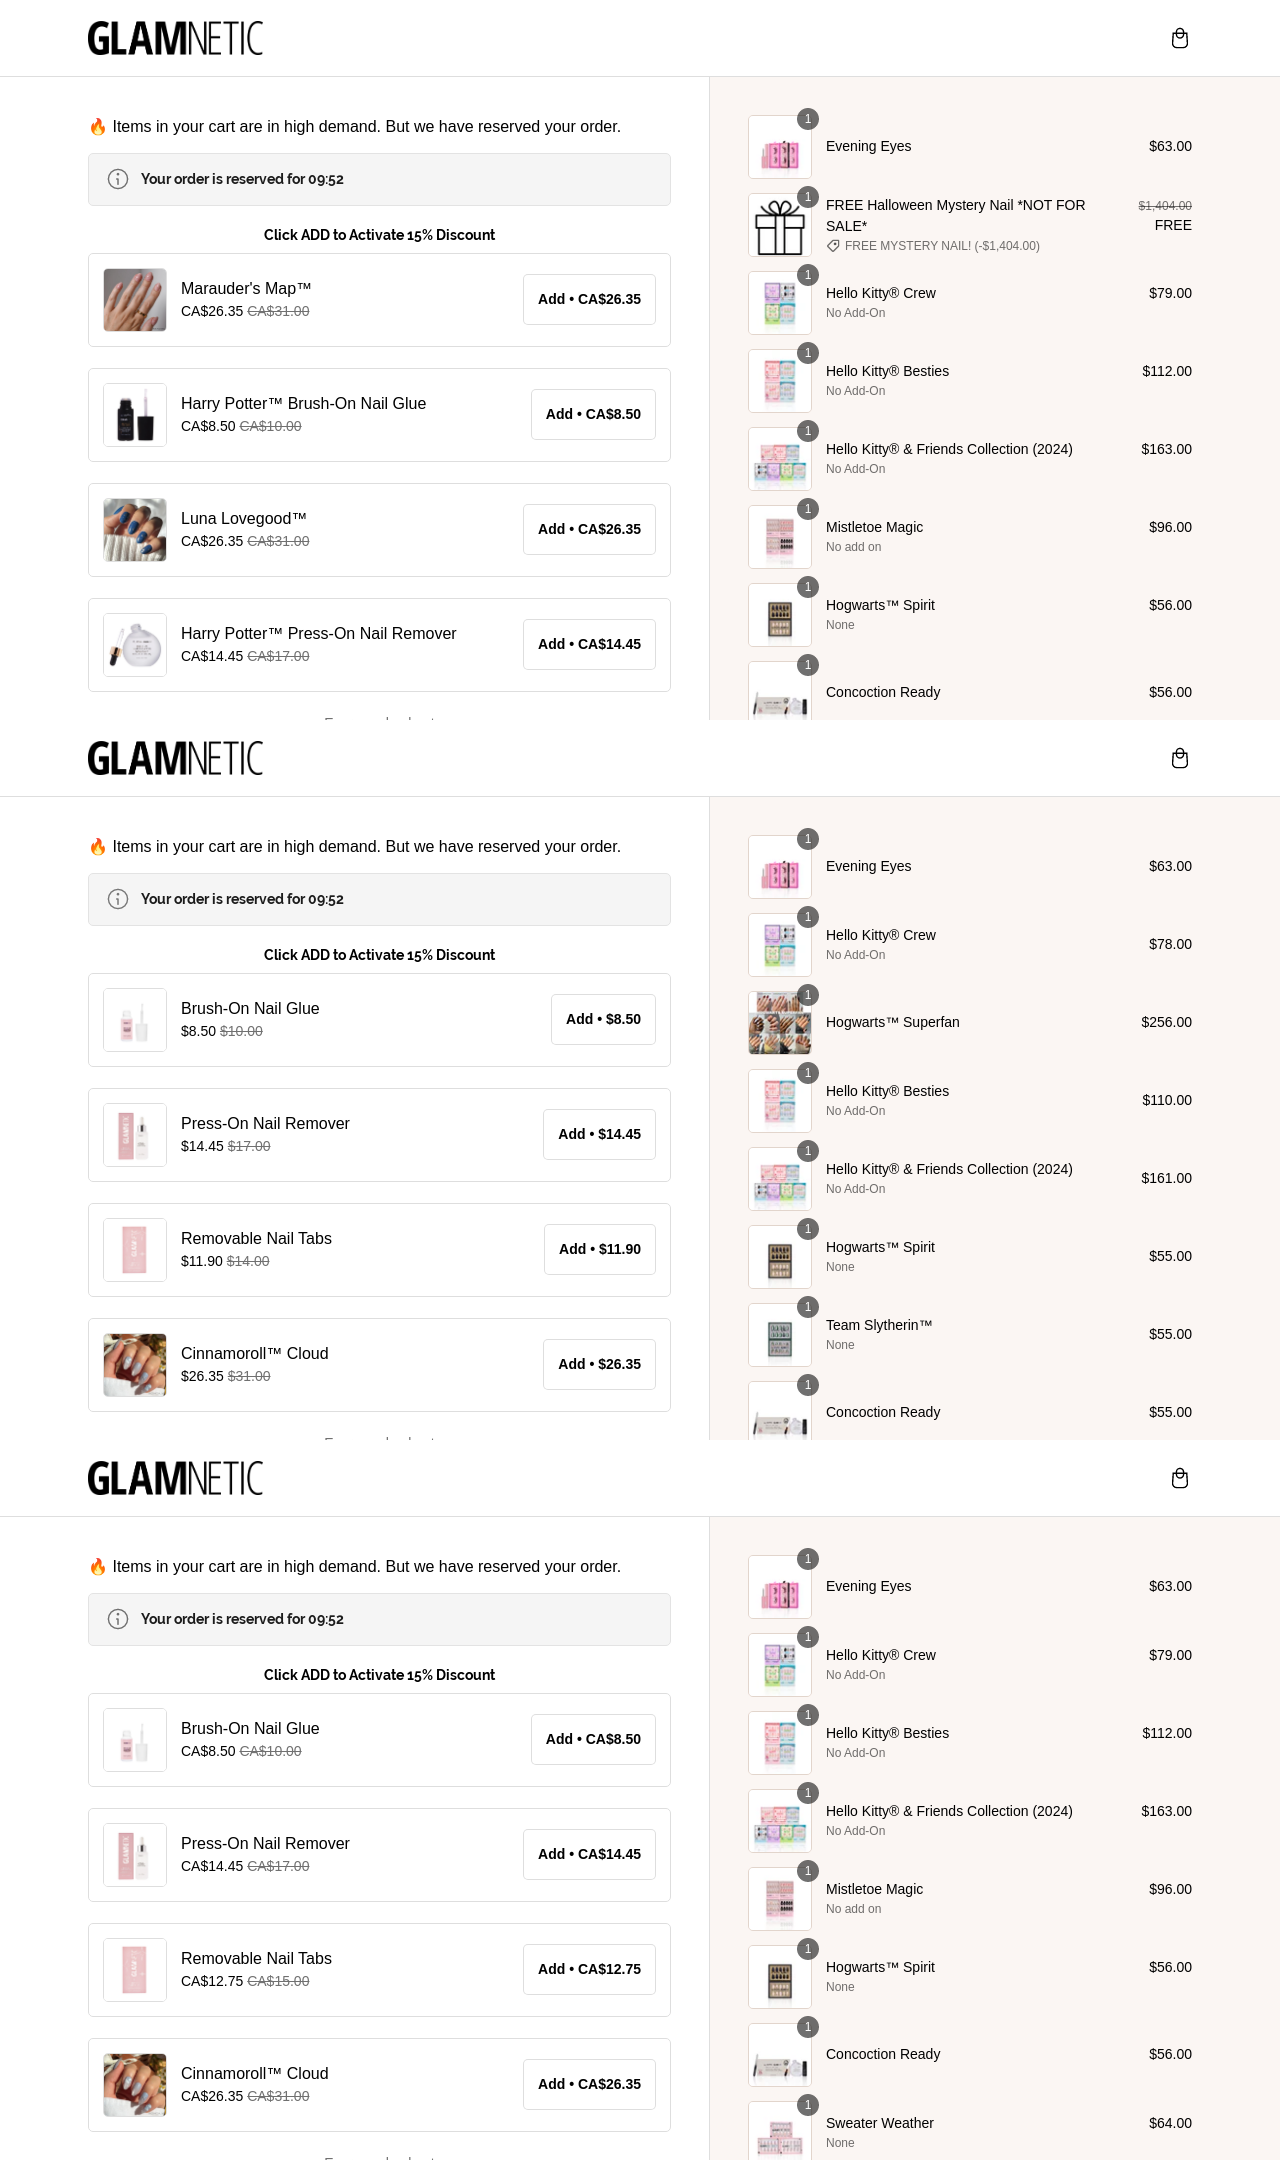 GLAMNETIC
🔥 Items in your cart are in high demand. But we have reserved your order.
Your order is reserved for 09:52
Click ADD to Activate 15% Discount
Marauder's Map™
CA$26.35 CA$31.00
Add • CA$26.35
Harry Potter™ Brush-On Nail Glue
CA$8.50 CA$10.00
Add • CA$8.50
Luna Lovegood™
CA$26.35 CA$31.00
Add • CA$26.35
Harry Potter™ Press-On Nail Remover
CA$14.45 CA$17.00
Add • CA$14.45
1
Evening Eyes
$63.00
1
FREE Halloween Mystery Nail *NOT FOR
SALE*
FREE MYSTERY NAIL! (-$1,404.00)
$1,404.00
FREE
1
Hello Kitty® Crew
No Add-On
$79.00
1
Hello Kitty® Besties
No Add-On
$112.00
1
Hello Kitty® & Friends Collection (2024)
No Add-On
$163.00
1
Mistletoe Magic
No add on
$96.00
1
Hogwarts™ Spirit
None
$56.00
1
Concoction Ready
$56.00
GLAMNETIC
🔥 Items in your cart are in high demand. But we have reserved your order.
Your order is reserved for 09:52
Click ADD to Activate 15% Discount
Brush-On Nail Glue
$8.50 $10.00
Add • $8.50
Press-On Nail Remover
$14.45 $17.00
Add • $14.45
Removable Nail Tabs
$11.90 $14.00
Add • $11.90
Cinnamoroll™ Cloud
$26.35 $31.00
Add • $26.35
1
Evening Eyes
$63.00
1
Hello Kitty® Crew
No Add-On
$78.00
1
Hogwarts™ Superfan
$256.00
1
Hello Kitty® Besties
No Add-On
$110.00
1
Hello Kitty® & Friends Collection (2024)
No Add-On
$161.00
1
Hogwarts™ Spirit
None
$55.00
1
Team Slytherin™
None
$55.00
1
Concoction Ready
$55.00
GLAMNETIC
🔥 Items in your cart are in high demand. But we have reserved your order.
Your order is reserved for 09:52
Click ADD to Activate 15% Discount
Brush-On Nail Glue
CA$8.50 CA$10.00
Add • CA$8.50
Press-On Nail Remover
CA$14.45 CA$17.00
Add • CA$14.45
Removable Nail Tabs
CA$12.75 CA$15.00
Add • CA$12.75
Cinnamoroll™ Cloud
CA$26.35 CA$31.00
Add • CA$26.35
1
Evening Eyes
$63.00
1
Hello Kitty® Crew
No Add-On
$79.00
1
Hello Kitty® Besties
No Add-On
$112.00
1
Hello Kitty® & Friends Collection (2024)
No Add-On
$163.00
1
Mistletoe Magic
No add on
$96.00
1
Hogwarts™ Spirit
None
$56.00
1
Concoction Ready
$56.00
1
Sweater Weather
None
$64.00